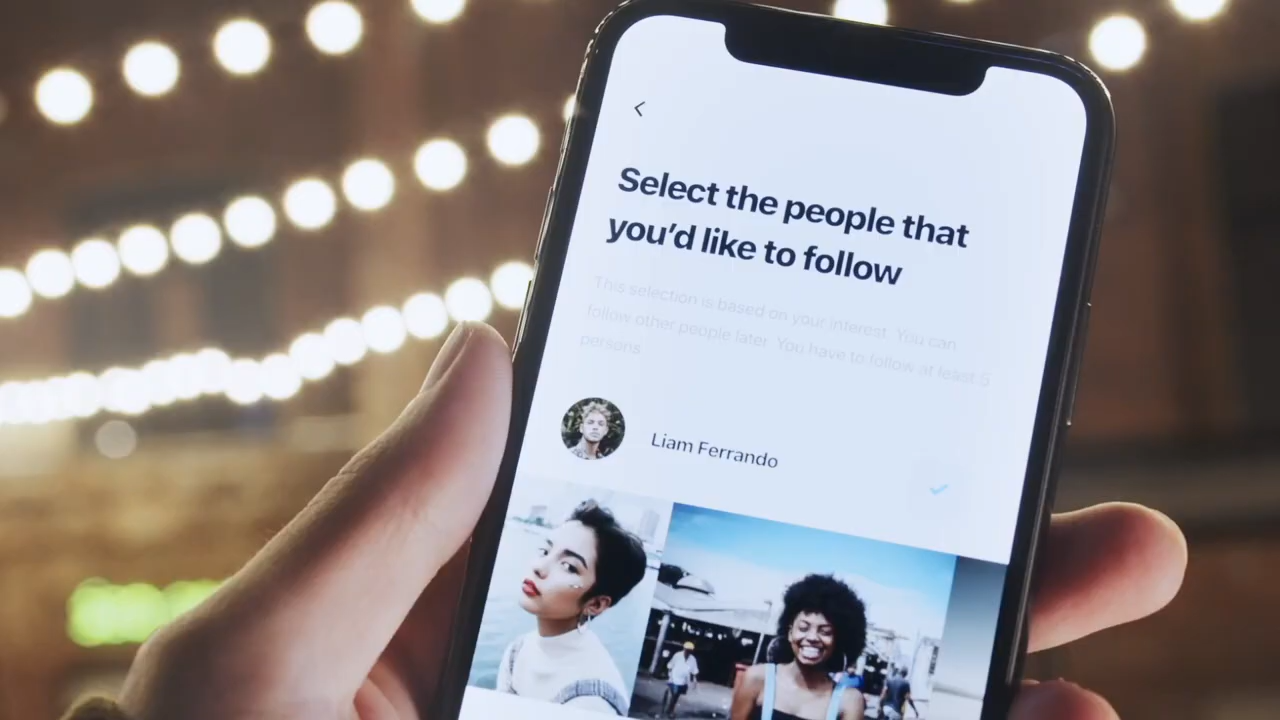 Select the people that
you'd like to follow
This selection is based on your interest. You can
follow other people later. You have to follow at least 5
persons
Liam Ferrando